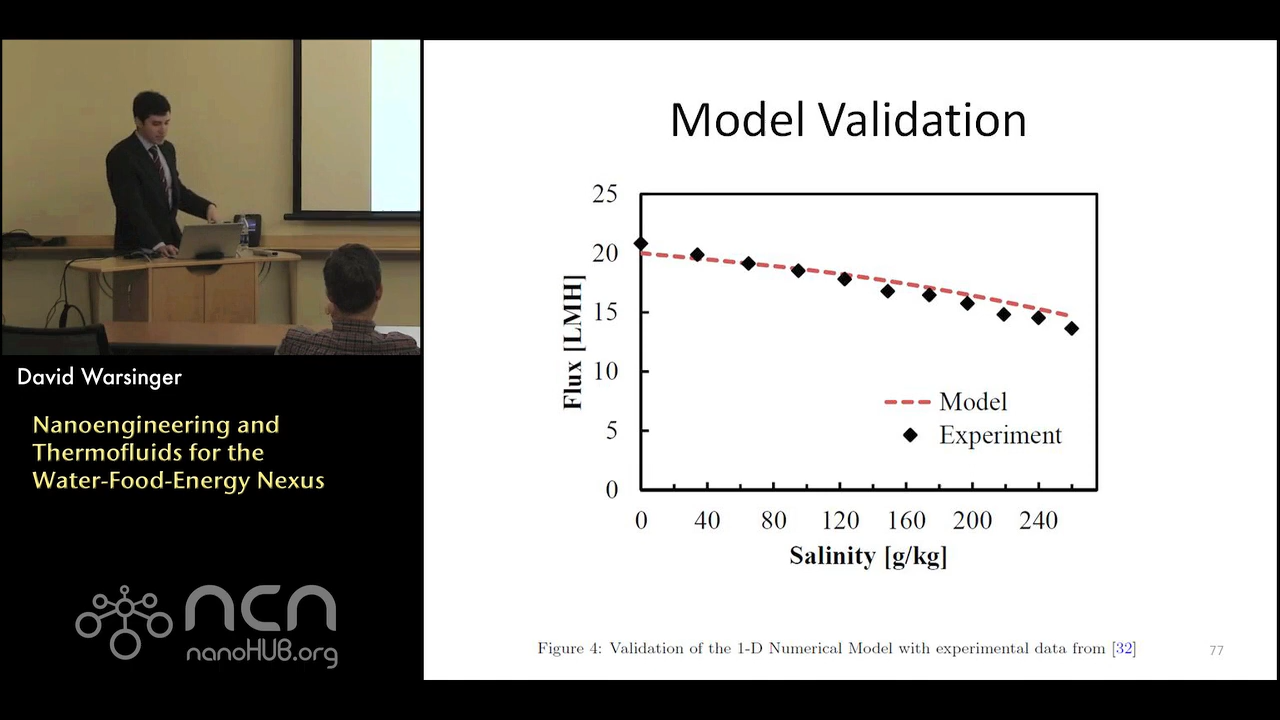 Model Validation
25
20
15
10
5
0
Flux [LMH]
Model
Experiment
0 40 80 120 160 200 240
Salinity [g/kg]
Figure 4: Validation of the 1-D Numerical Model with experimental data from [32]
77
David Warsinger
Nanoengineering and
Thermofluids for the
Water-Food-Energy Nexus
ncn
nanoHUB.org